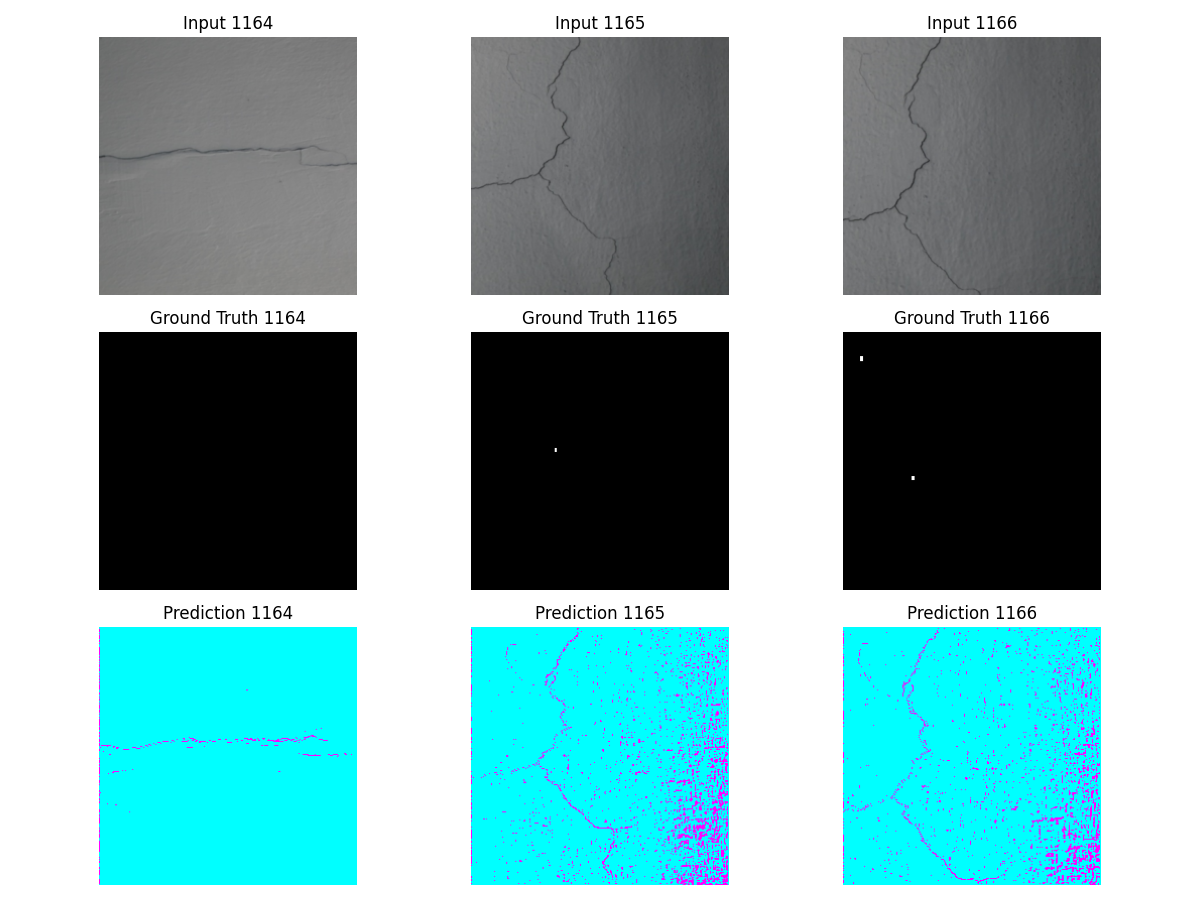 Input 1164
Input 1165
Input 1166
Ground Truth 1164
Ground Truth 1165
Ground Truth 1166
Prediction 1164
Prediction 1165
Prediction 1166